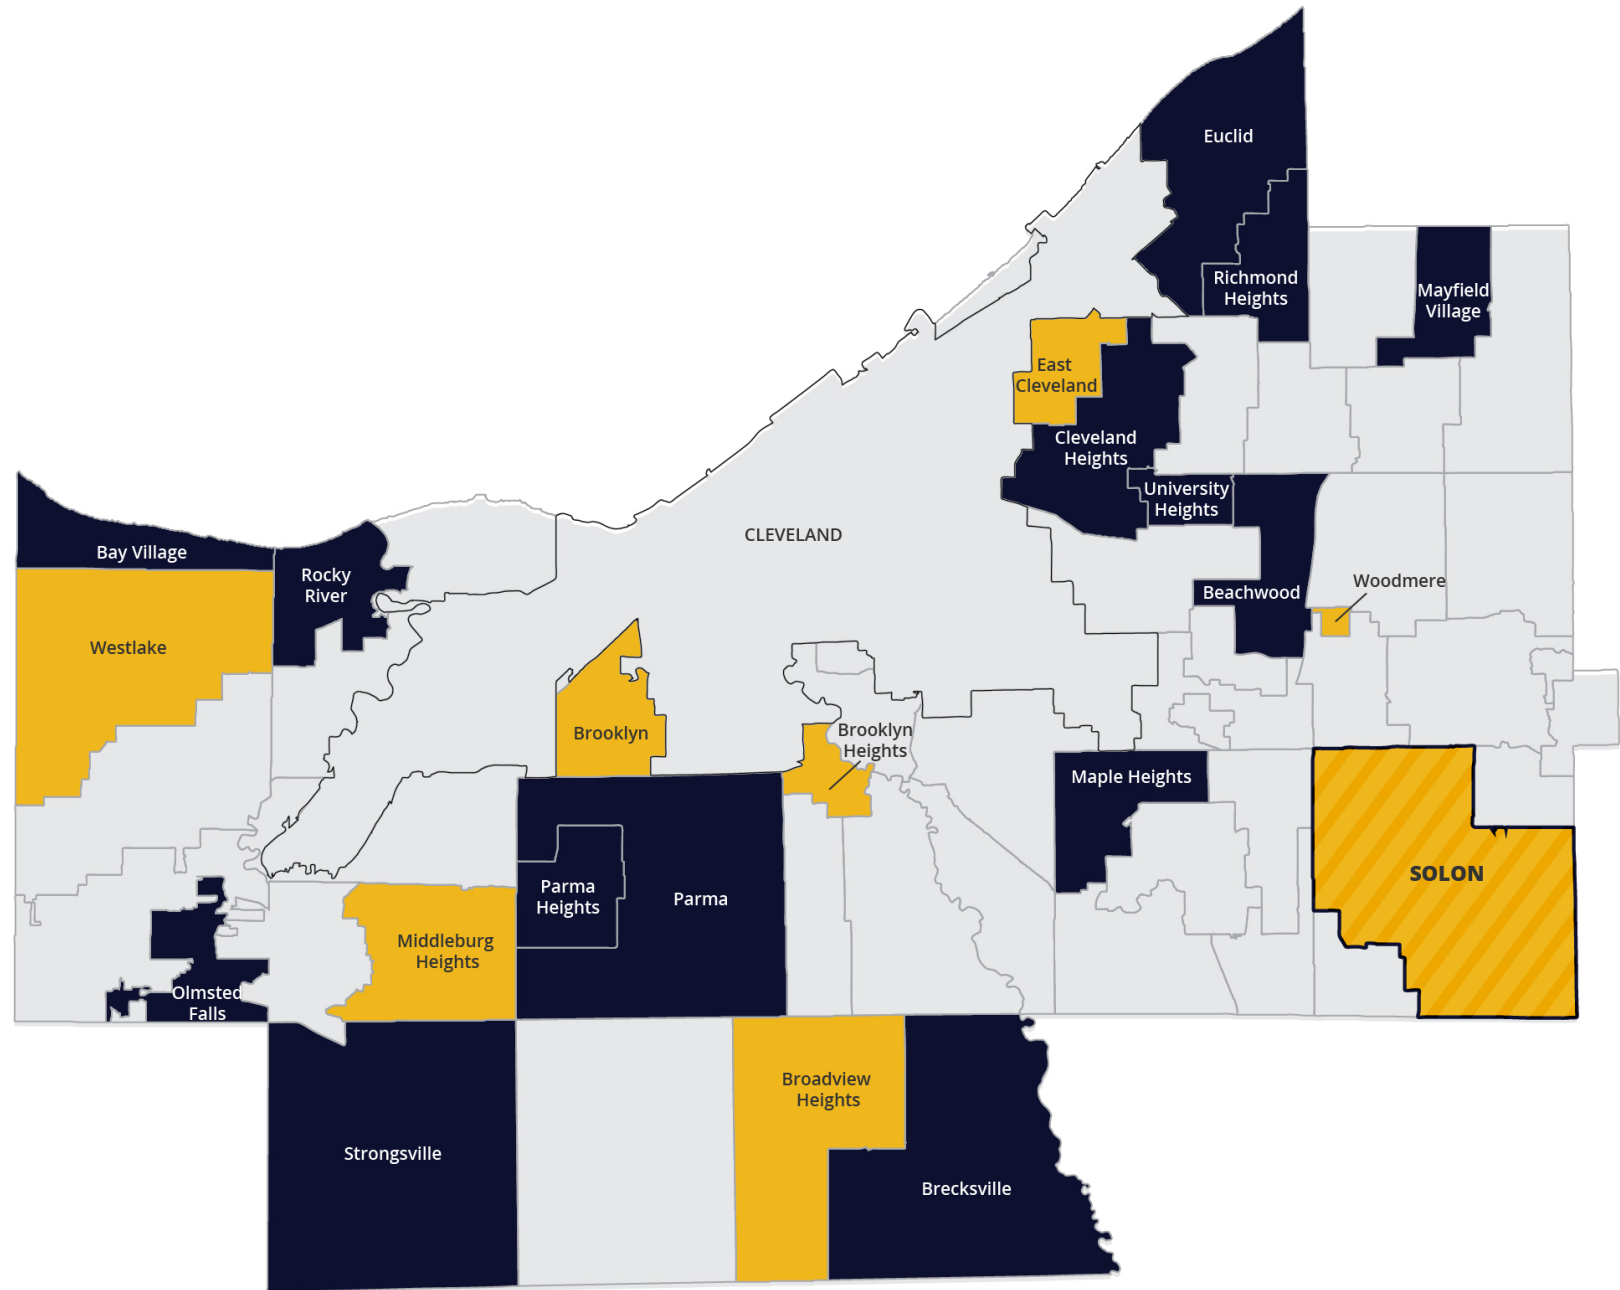 Euclid
Richmond
Heights
Mayfield
Village
East
Cleveland
Cleveland
Heights
University
Heights
CLEVELAND
Bay Village
Rocky
River
Woodmere
Beachwood
Westlake
Brooklyn
Brooklyn
Heights
Maple Heights
SOLON
Parma
Heights
Parma
Middleburg
Heights
Olmsted
Falls
Broadview
Heights
Strongsville
Brecksville